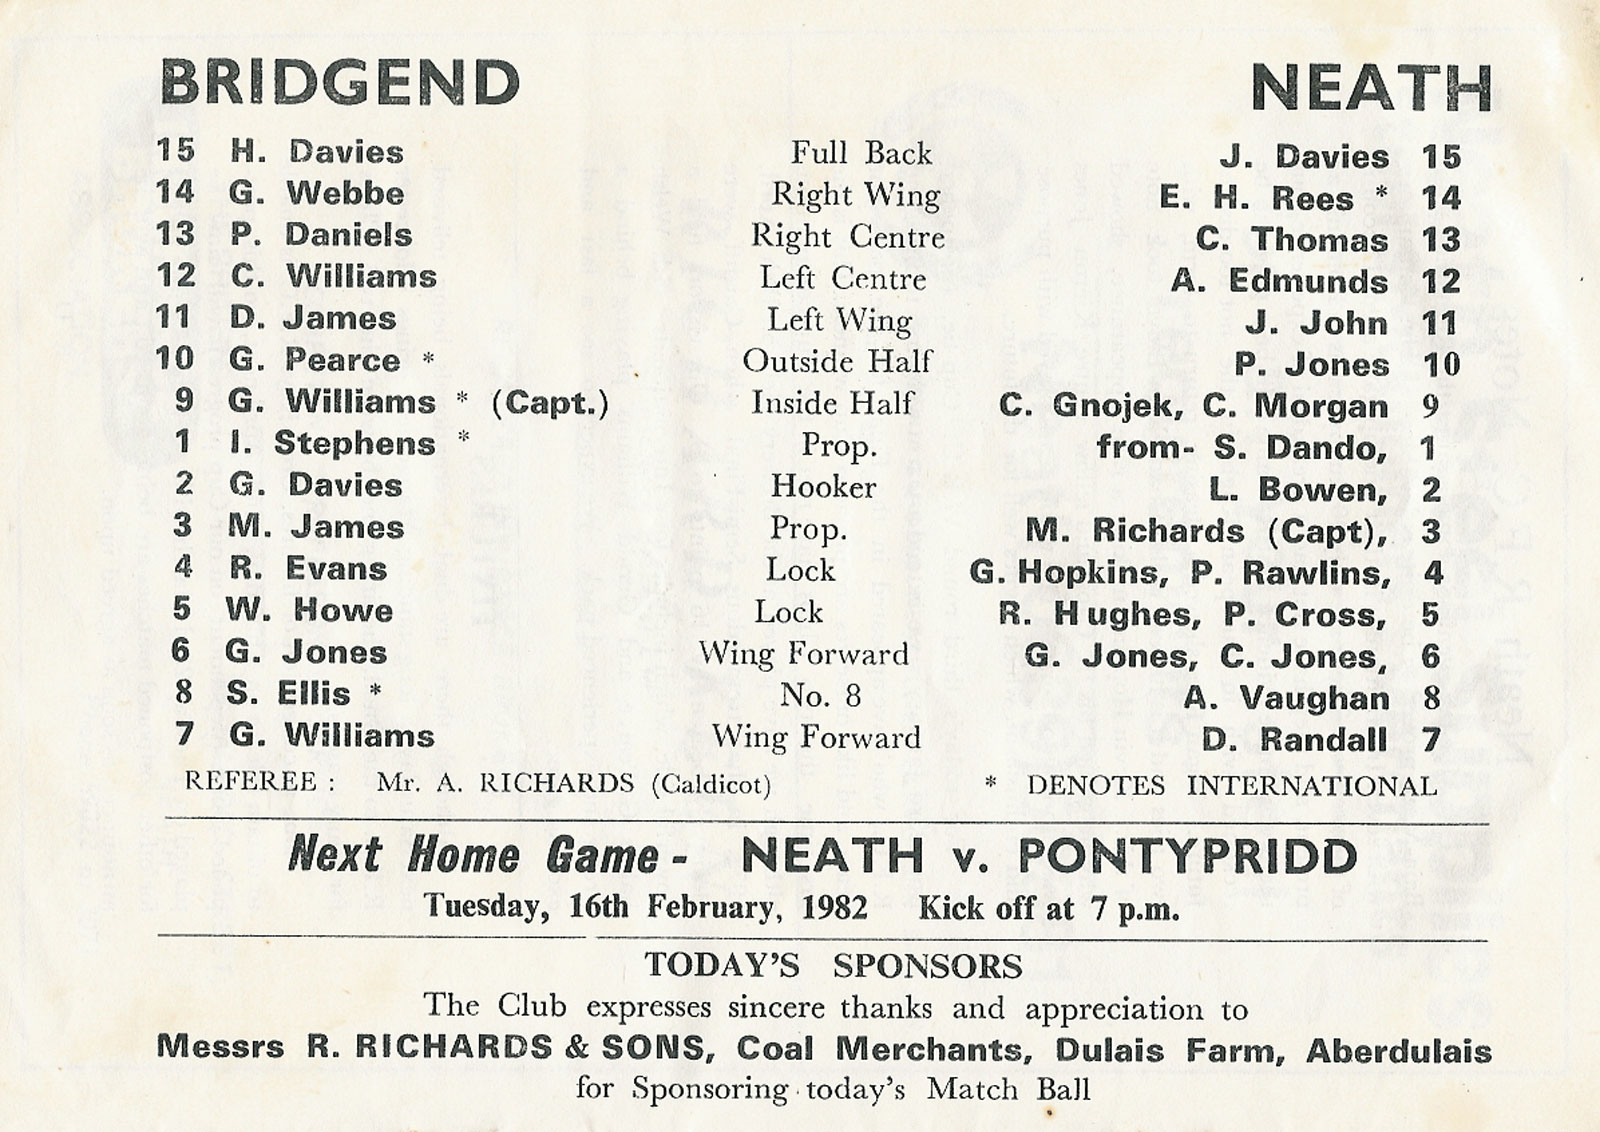 BRIDGEND NEATH
15 H. Davies Full Back J. Davies 15
14 G. Webbe Right Wing E. H. Rees * 14
13 P. Daniels Right Centre C. Thomas 13
12 C. Williams Left Centre A. Edmunds 12
11 D. James Left Wing J. John 11
10 G. Pearce * Outside Half P. Jones 10
9 G. Williams * (Capt.) Inside Half C. Gnojek, C. Morgan 9
1 I. Stephens * Prop. from- S. Dando, 1
2 G. Davies Hooker L. Bowen, 2
3 M. James Prop. M. Richards (Capt), 3
4 R. Evans Lock G. Hopkins, P. Rawlins, 4
5 W. Howe Lock R. Hughes, P. Cross, 5
6 G. Jones Wing Forward G. Jones, C. Jones, 6
8 S. Ellis * No. 8 A. Vaughan 8
7 G. Williams Wing Forward D. Randall 7
REFEREE : Mr. A. RICHARDS (Caldicot) * DENOTES INTERNATIONAL
Next Home Game - NEATH v. PONTYPRIDD
Tuesday, 16th February, 1982 Kick off at 7 p.m.
TODAY'S SPONSORS
The Club expresses sincere thanks and appreciation to
Messrs R. RICHARDS & SONS, Coal Merchants, Dulais Farm, Aberdulais
for Sponsoring today's Match Ball